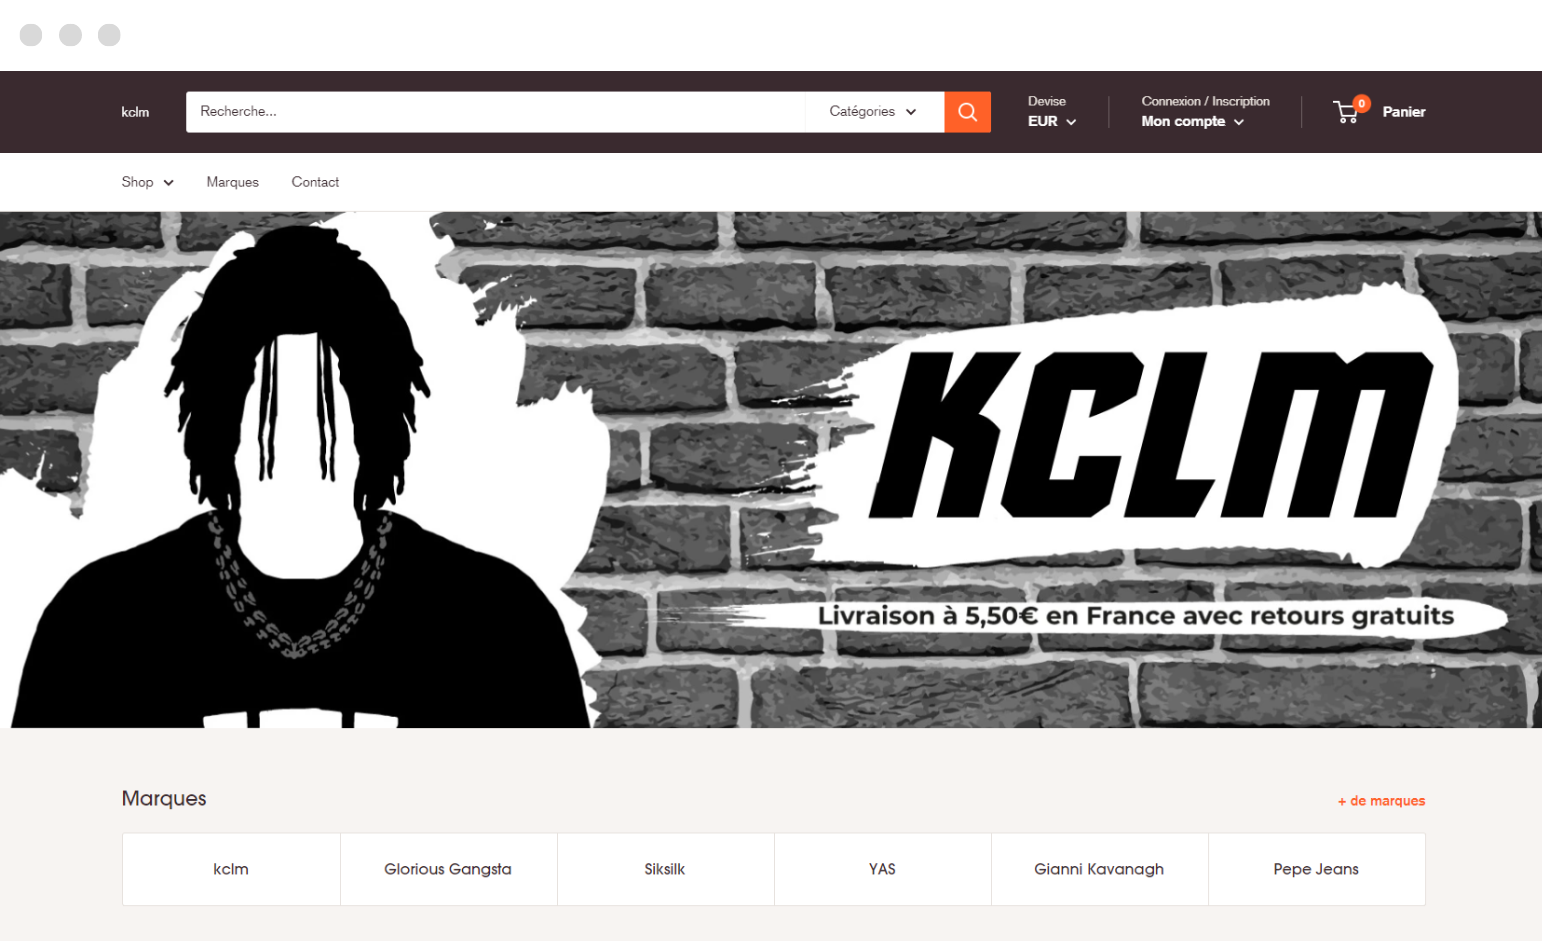 kclm
Recherche...
Catégories
Devise
EUR
Connexion / Inscription
Mon compte
0
Panier
Shop
Marques
Contact
KCLM
Livraison à 5,50€ en France avec retours gratuits
Marques
+ de marques
kclm
Glorious Gangsta
Siksilk
YAS
Gianni Kavanagh
Pepe Jeans